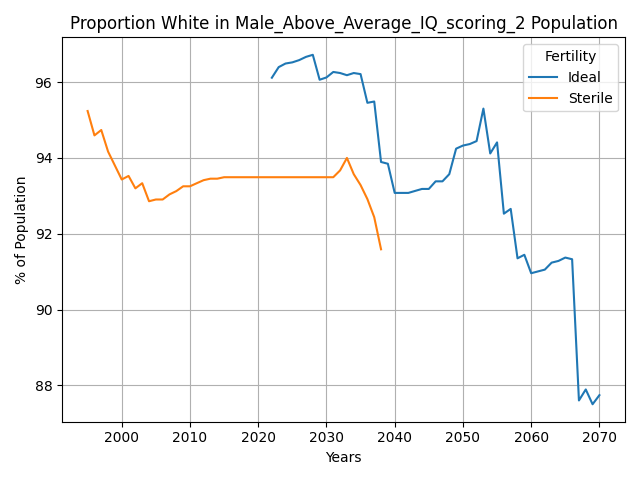 Proportion White in Male_Above_Average_IQ_scoring_2 Population
Fertility
Ideal
Sterile
% of Population
96
94
92
90
88
2000
2010
2020
2030
2040
2050
2060
2070
Years